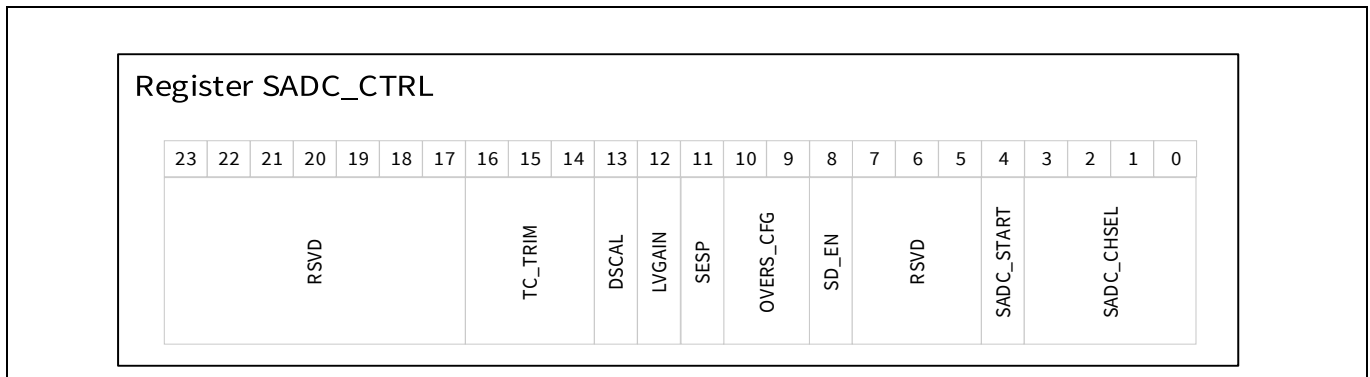 Register SADC_CTRL
23 22 21 20 19 18 17 16 15 14 13 12 11 10 9 8 7 6 5 4 3 2 1 0
RSVD TC_TRIM DSCAL LVGAIN SESP OVERS_CFG SD_EN RSVD SADC_START SADC_CHSEL